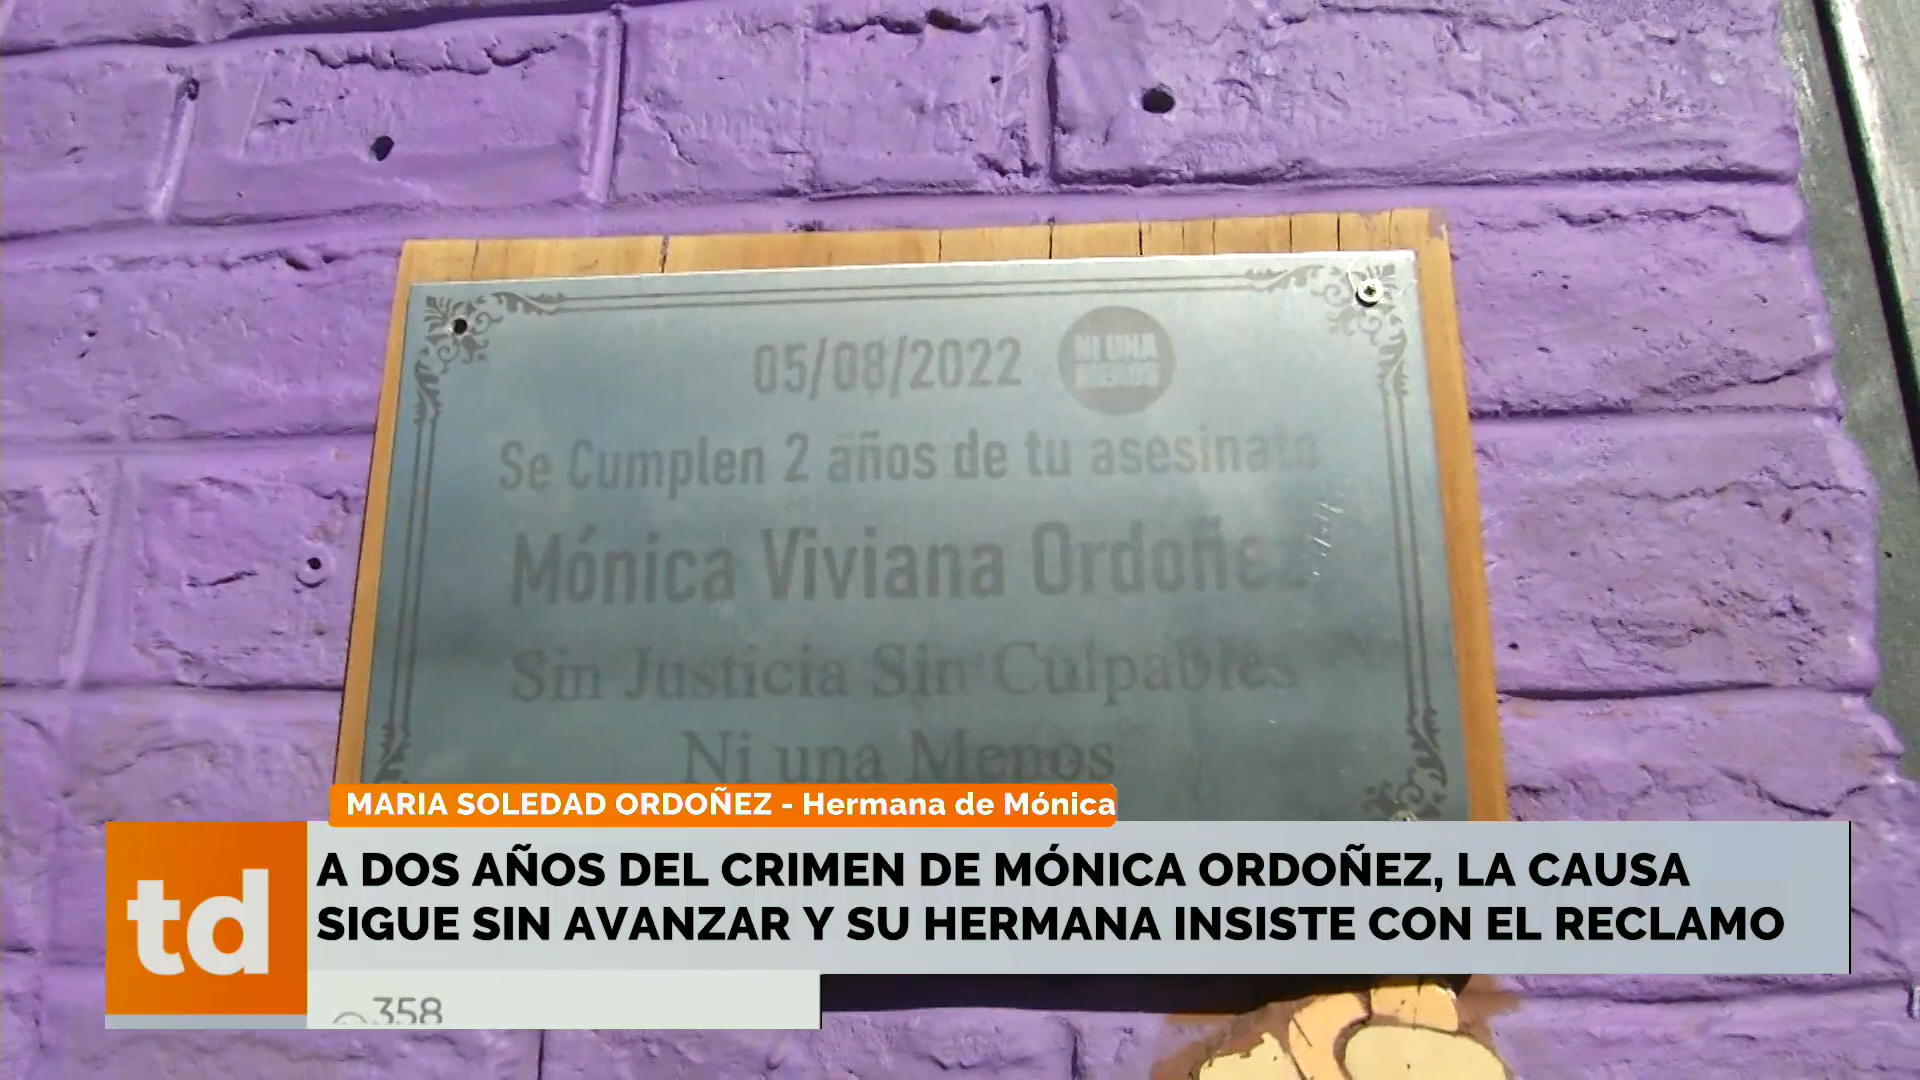 05/08/2022 NI UNA MENOS
Se Cumplen 2 años de tu asesinato
Mónica Viviana Ordoñez
Sin Justicia Sin Culpables
Ni una Menos
MARIA SOLEDAD ORDOÑEZ - Hermana de Mónica
td
A DOS AÑOS DEL CRIMEN DE MÓNICA ORDOÑEZ, LA CAUSA
SIGUE SIN AVANZAR Y SU HERMANA INSISTE CON EL RECLAMO
358